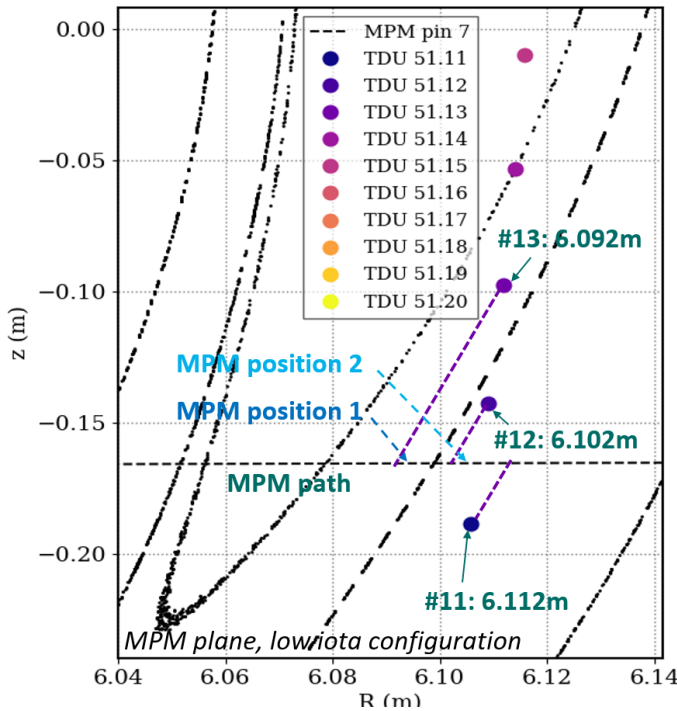 0.00
−0.05
−0.10
−0.15
−0.20
z (m)
MPM pin 7
TDU 51.11
TDU 51.12
TDU 51.13
TDU 51.14
TDU 51.15
TDU 51.16
TDU 51.17
TDU 51.18
TDU 51.19
TDU 51.20
#13: 6.092m
MPM position 2
MPM position 1
#12: 6.102m
MPM path
#11: 6.112m
MPM plane, lowiota configuration
6.04 6.06 6.08 6.10 6.12 6.14
R (m)